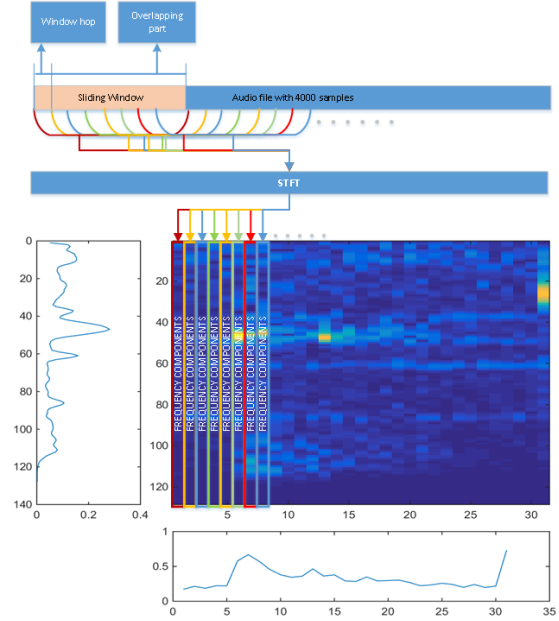 Window hop
Overlapping
part
Sliding Window
Audio file with 4000 samples
STFT
0
20
40
60
80
100
120
140
0
0.2
0.4
20
40
60
80
100
120
FREQUENCY COMPONENTS
FREQUENCY COMPONENTS
FREQUENCY COMPONENTS
FREQUENCY COMPONENTS
FREQUENCY COMPONENTS
FREQUENCY COMPONENTS
FREQUENCY COMPONENTS
FREQUENCY COMPONENTS
5
10
15
20
25
30
1
0.5
0
0
5
10
15
20
25
30
35